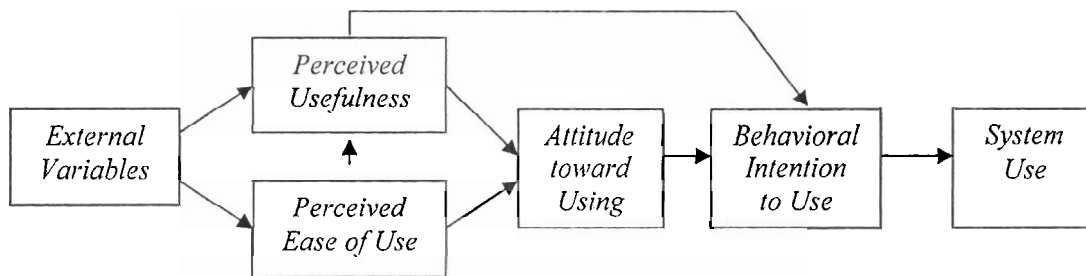 Perceived
Usefulness
External
Variables
Perceived
Ease of Use
Attitude
toward
Using
Behavioral
Intention
to Use
System
Use